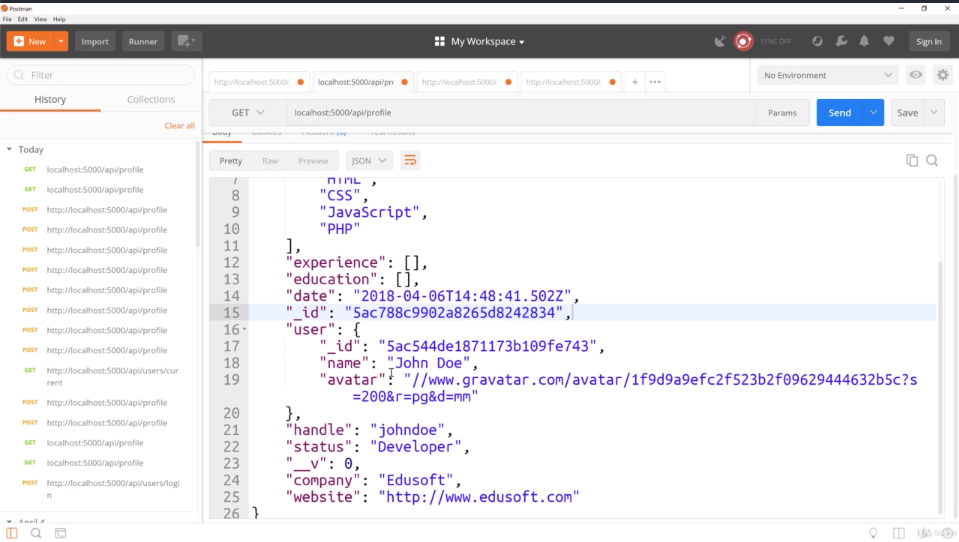 Postman
File Edit View Help
New Import Runner My Workspace SYNC OFF Sign In
Filter
History Collections
Clear all
Today
GET localhost:5000/api/profile
GET localhost:5000/api/profile
POST http://localhost:5000/api/profile
POST http://localhost:5000/api/profile
POST http://localhost:5000/api/profile
POST http://localhost:5000/api/profile
POST http://localhost:5000/api/profile
POST http://localhost:5000/api/profile
POST http://localhost:5000/api/profile
POST http://localhost:5000/api/profile
GET http://localhost:5000/api/users/cur
rent
POST http://localhost:5000/api/profile
POST http://localhost:5000/api/profile
GET localhost:5000/api/profile
GET localhost:5000/api/profile
POST http://localhost:5000/api/users/logi
n
April 4
http://localhost:5000/ localhost:5000/api/pr http://localhost:5000/ http://localhost:5000/
No Environment
GET localhost:5000/api/profile Params Send Save
Body Cookies Headers Test Results
Pretty Raw Preview JSON
7 "HTML",
8 "CSS",
9 "JavaScript",
10 "PHP"
11 ],
12 "experience": [],
13 "education": [],
14 "date": "2018-04-06T14:48:41.502Z",
15 "_id": "5ac788c9902a8265d8242834",
16 "user": {
17 "_id": "5ac544de1871173b109fe743",
18 "name": "John Doe",
19 "avatar": "//www.gravatar.com/avatar/1f9d9a9efc2f523b2f09629444632b5c?s
=200&r=pg&d=mm"
20 },
21 "handle": "johndoe",
22 "status": "Developer",
23 "__v": 0,
24 "company": "Edusoft",
25 "website": "http://www.edusoft.com"
26 }